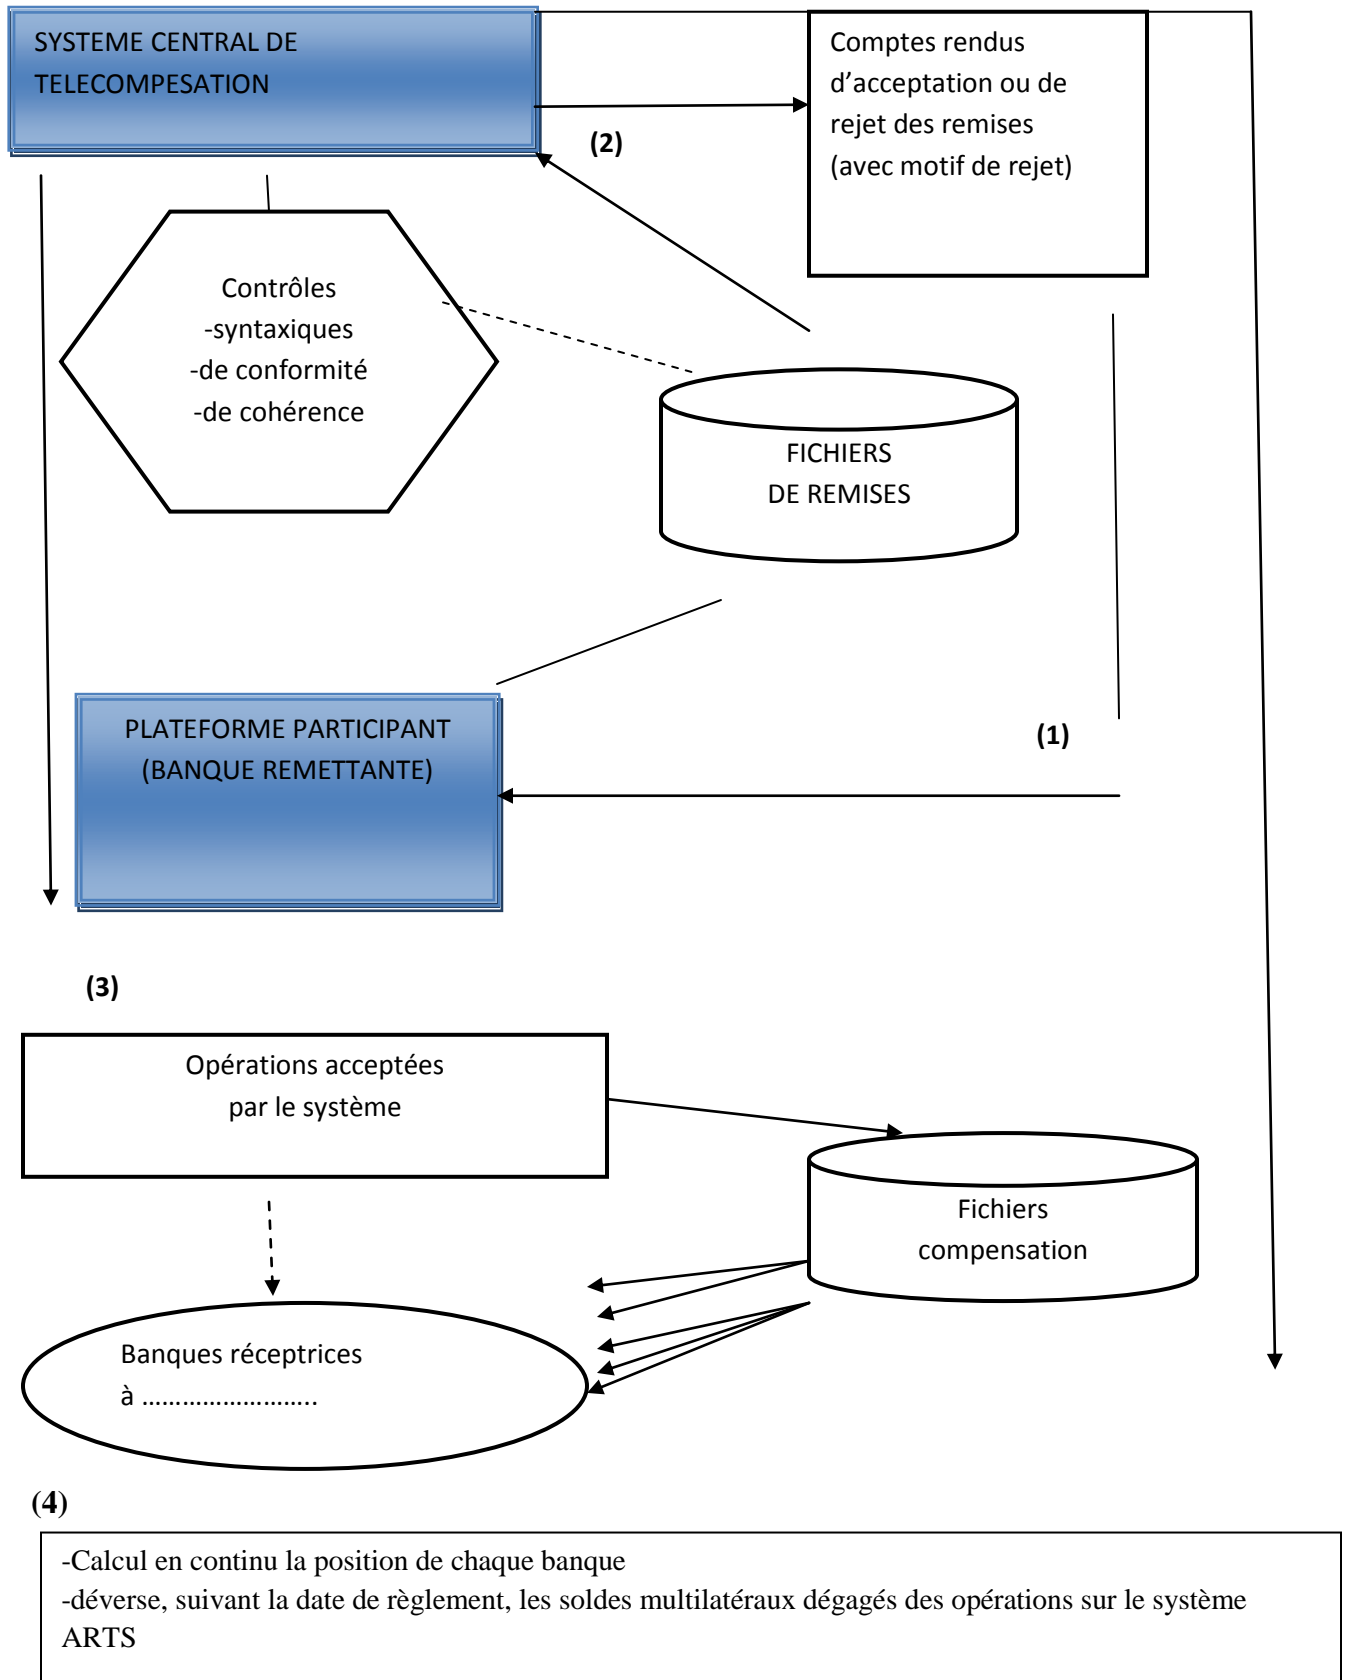 SYSTEME CENTRAL DE
TELECOMPESATION
Comptes rendus
d’acceptation ou de
rejet des remises
(avec motif de rejet)
(2)
Contrôles
-syntaxiques
-de conformité
-de cohérence
FICHIERS
DE REMISES
PLATEFORME PARTICIPANT
(BANQUE REMETTANTE)
(1)
(3)
Opérations acceptées
par le système
Fichiers
compensation
Banques réceptrices
à ……………………..
(4)
-Calcul en continu la position de chaque banque
-déverse, suivant la date de règlement, les soldes multilatéraux dégagés des opérations sur le système
ARTS